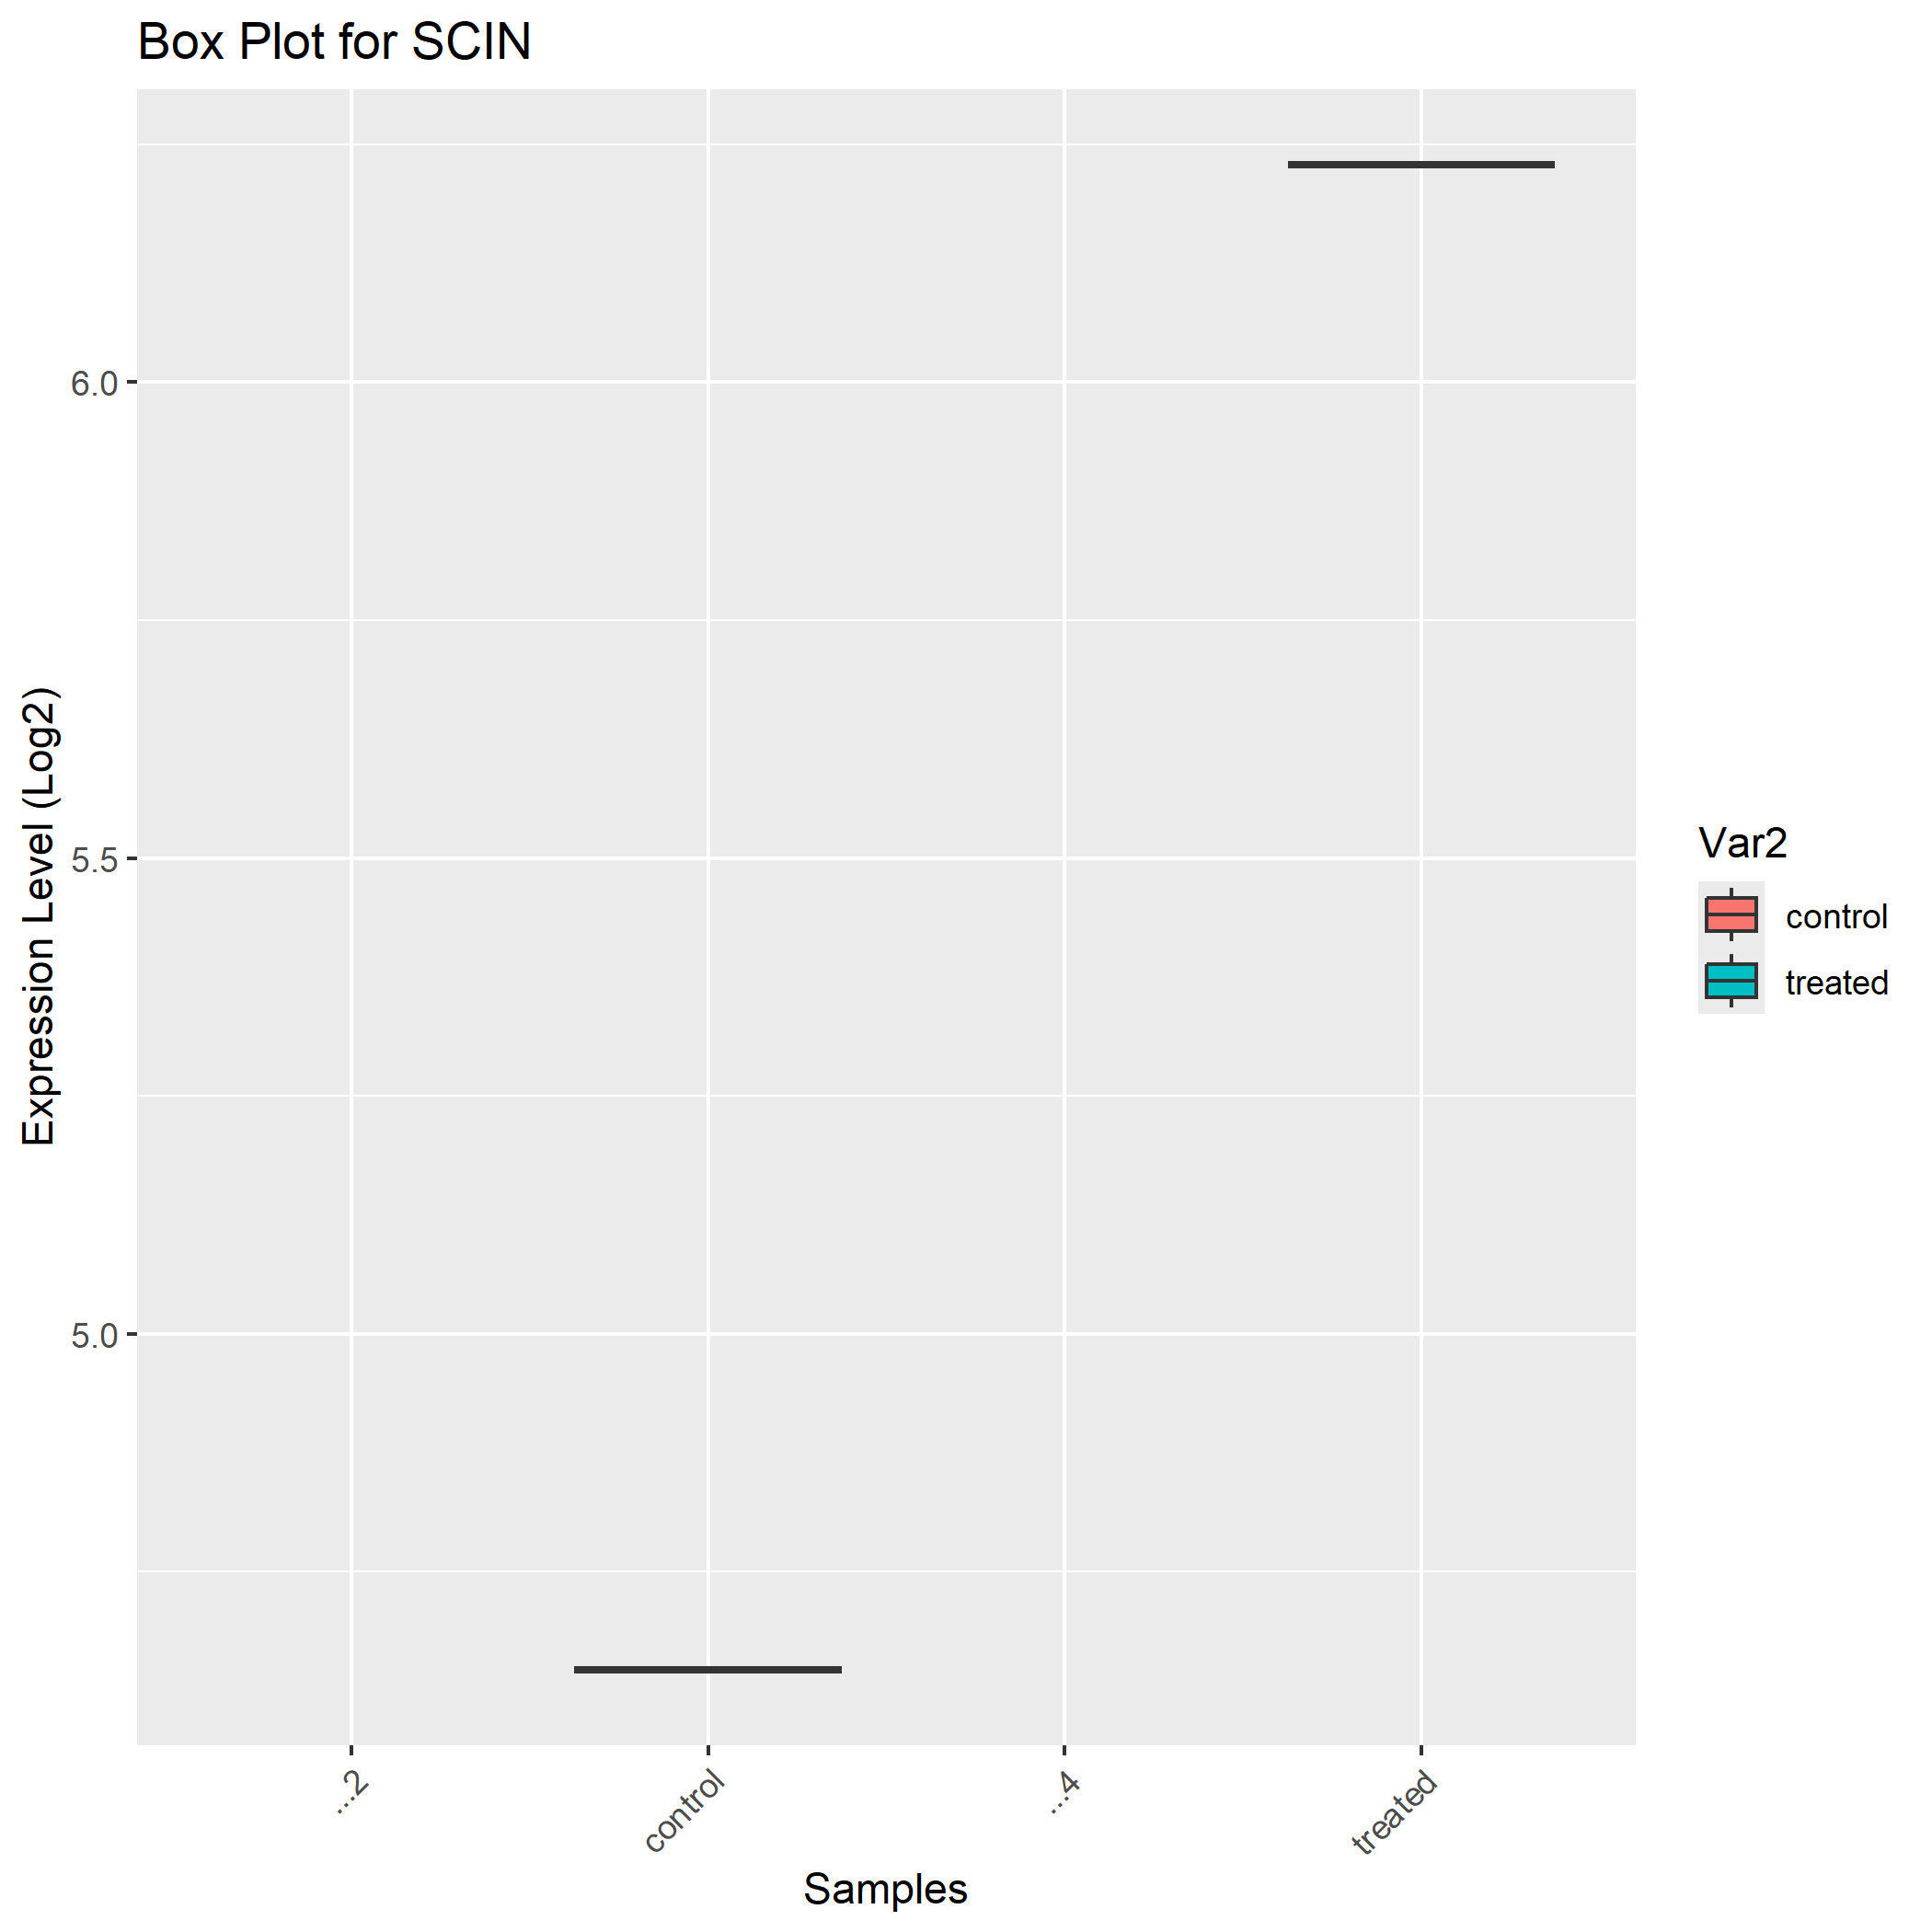 Box Plot for SCIN
Expression Level (Log2)
6.0
5.5
5.0
...2
control
...4
treated
Samples
Var2
control
treated